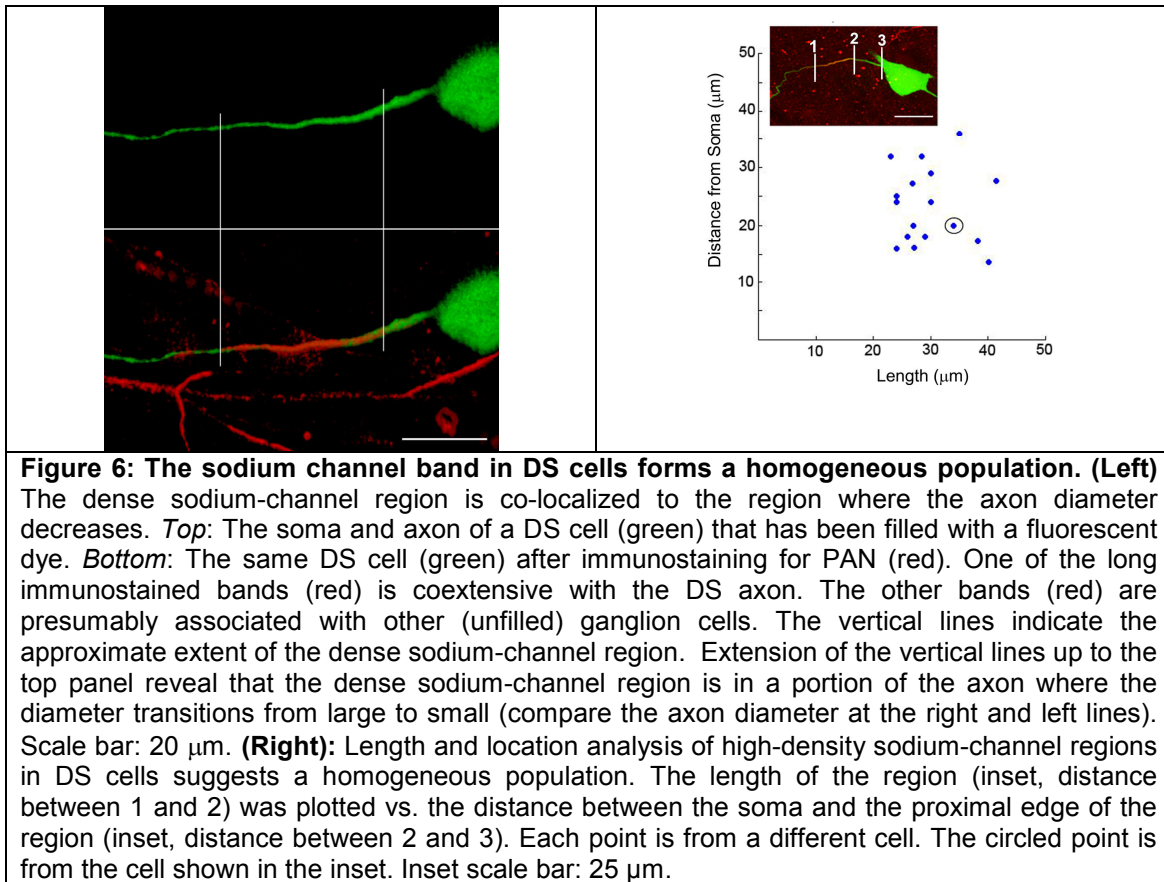 1 2 3
50
40
30
20
10
Distance from Soma (μm)
10 20 30 40 50
Length (μm)
Figure 6: The sodium channel band in DS cells forms a homogeneous population. (Left)
The dense sodium-channel region is co-localized to the region where the axon diameter
decreases. Top: The soma and axon of a DS cell (green) that has been filled with a fluorescent
dye. Bottom: The same DS cell (green) after immunostaining for PAN (red). One of the long
immunostained bands (red) is coextensive with the DS axon. The other bands (red) are
presumably associated with other (unfilled) ganglion cells. The vertical lines indicate the
approximate extent of the dense sodium-channel region. Extension of the vertical lines up to the
top panel reveal that the dense sodium-channel region is in a portion of the axon where the
diameter transitions from large to small (compare the axon diameter at the right and left lines).
Scale bar: 20 μm. (Right): Length and location analysis of high-density sodium-channel regions
in DS cells suggests a homogeneous population. The length of the region (inset, distance
between 1 and 2) was plotted vs. the distance between the soma and the proximal edge of the
region (inset, distance between 2 and 3). Each point is from a different cell. The circled point is
from the cell shown in the inset. Inset scale bar: 25 μm.